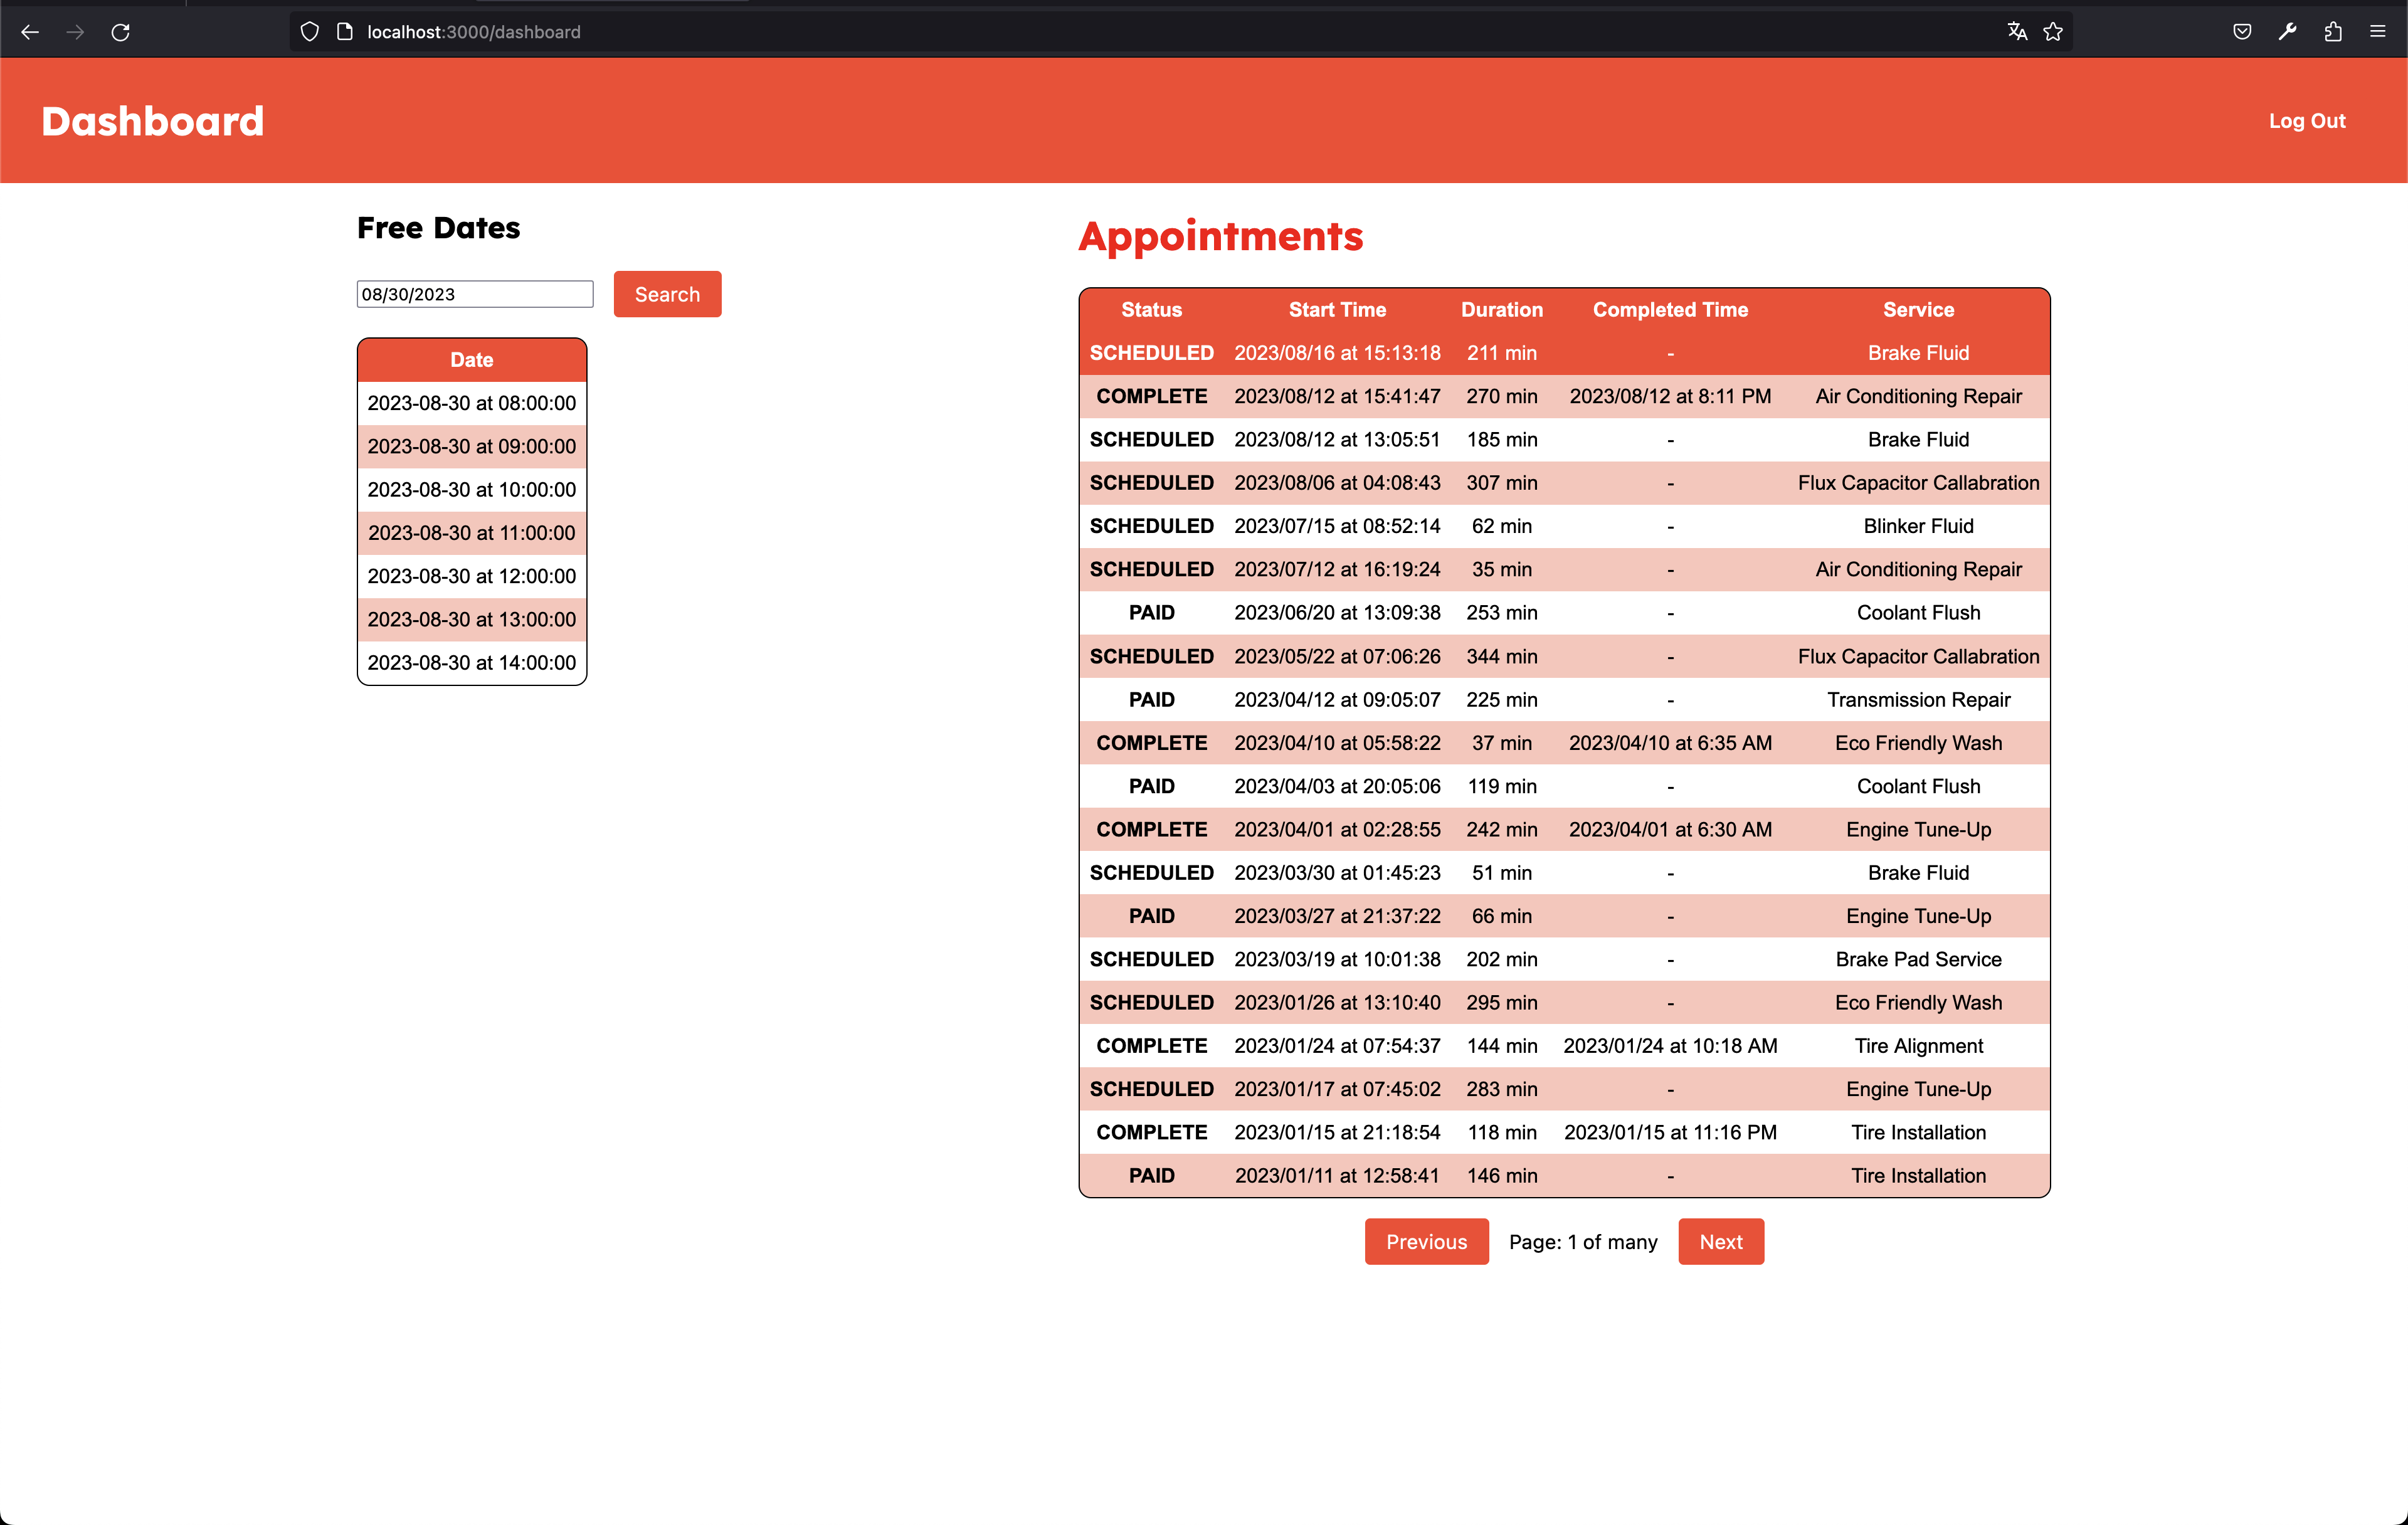 localhost:3000/dashboard
Dashboard
Log Out
Free Dates
08/30/2023 Search
Date
2023-08-30 at 08:00:00
2023-08-30 at 09:00:00
2023-08-30 at 10:00:00
2023-08-30 at 11:00:00
2023-08-30 at 12:00:00
2023-08-30 at 13:00:00
2023-08-30 at 14:00:00
Appointments
Status Start Time Duration Completed Time Service
SCHEDULED 2023/08/16 at 15:13:18 211 min - Brake Fluid
COMPLETE 2023/08/12 at 15:41:47 270 min 2023/08/12 at 8:11 PM Air Conditioning Repair
SCHEDULED 2023/08/12 at 13:05:51 185 min - Brake Fluid
SCHEDULED 2023/08/06 at 04:08:43 307 min - Flux Capacitor Callabration
SCHEDULED 2023/07/15 at 08:52:14 62 min - Blinker Fluid
SCHEDULED 2023/07/12 at 16:19:24 35 min - Air Conditioning Repair
PAID 2023/06/20 at 13:09:38 253 min - Coolant Flush
SCHEDULED 2023/05/22 at 07:06:26 344 min - Flux Capacitor Callabration
PAID 2023/04/12 at 09:05:07 225 min - Transmission Repair
COMPLETE 2023/04/10 at 05:58:22 37 min 2023/04/10 at 6:35 AM Eco Friendly Wash
PAID 2023/04/03 at 20:05:06 119 min - Coolant Flush
COMPLETE 2023/04/01 at 02:28:55 242 min 2023/04/01 at 6:30 AM Engine Tune-Up
SCHEDULED 2023/03/30 at 01:45:23 51 min - Brake Fluid
PAID 2023/03/27 at 21:37:22 66 min - Engine Tune-Up
SCHEDULED 2023/03/19 at 10:01:38 202 min - Brake Pad Service
SCHEDULED 2023/01/26 at 13:10:40 295 min - Eco Friendly Wash
COMPLETE 2023/01/24 at 07:54:37 144 min 2023/01/24 at 10:18 AM Tire Alignment
SCHEDULED 2023/01/17 at 07:45:02 283 min - Engine Tune-Up
COMPLETE 2023/01/15 at 21:18:54 118 min 2023/01/15 at 11:16 PM Tire Installation
PAID 2023/01/11 at 12:58:41 146 min - Tire Installation
Previous Page: 1 of many Next